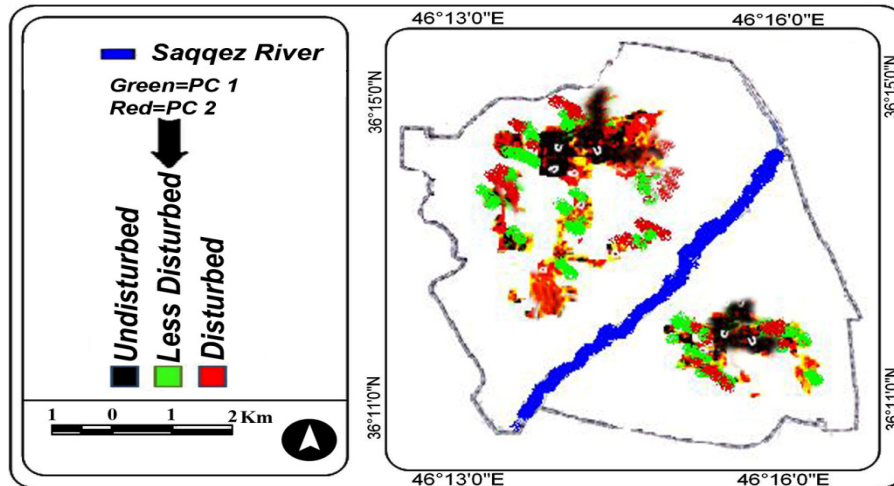 Saqqez River
Green=PC 1
Red=PC 2
Undisturbed
Less Disturbed
Disturbed
1 0 1 2 Km
46°13'0"E 46°16'0"E
36°15'0"N 36°15'0"N
36°11'0"N 36°11'0"N
46°13'0"E 46°16'0"E